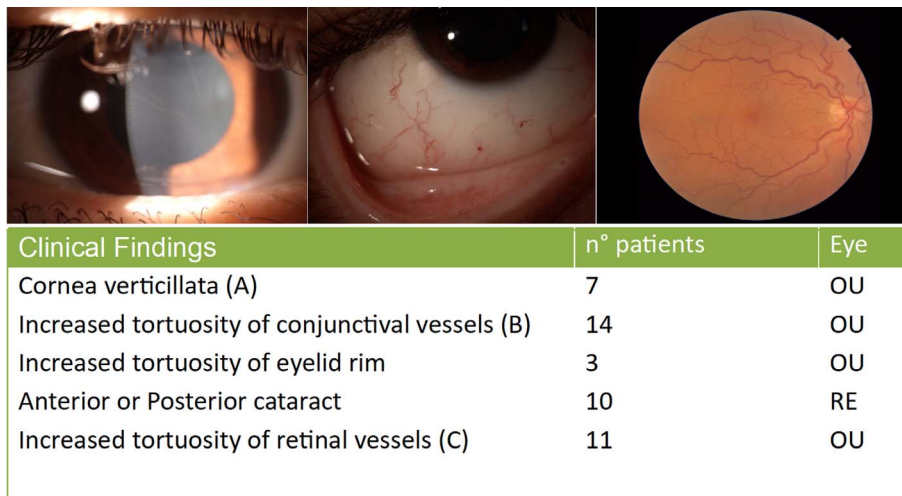 Clinical Findings n° patients Eye
Cornea verticillata (A) 7 OU
Increased tortuosity of conjunctival vessels (B) 14 OU
Increased tortuosity of eyelid rim 3 OU
Anterior or Posterior cataract 10 RE
Increased tortuosity of retinal vessels (C) 11 OU